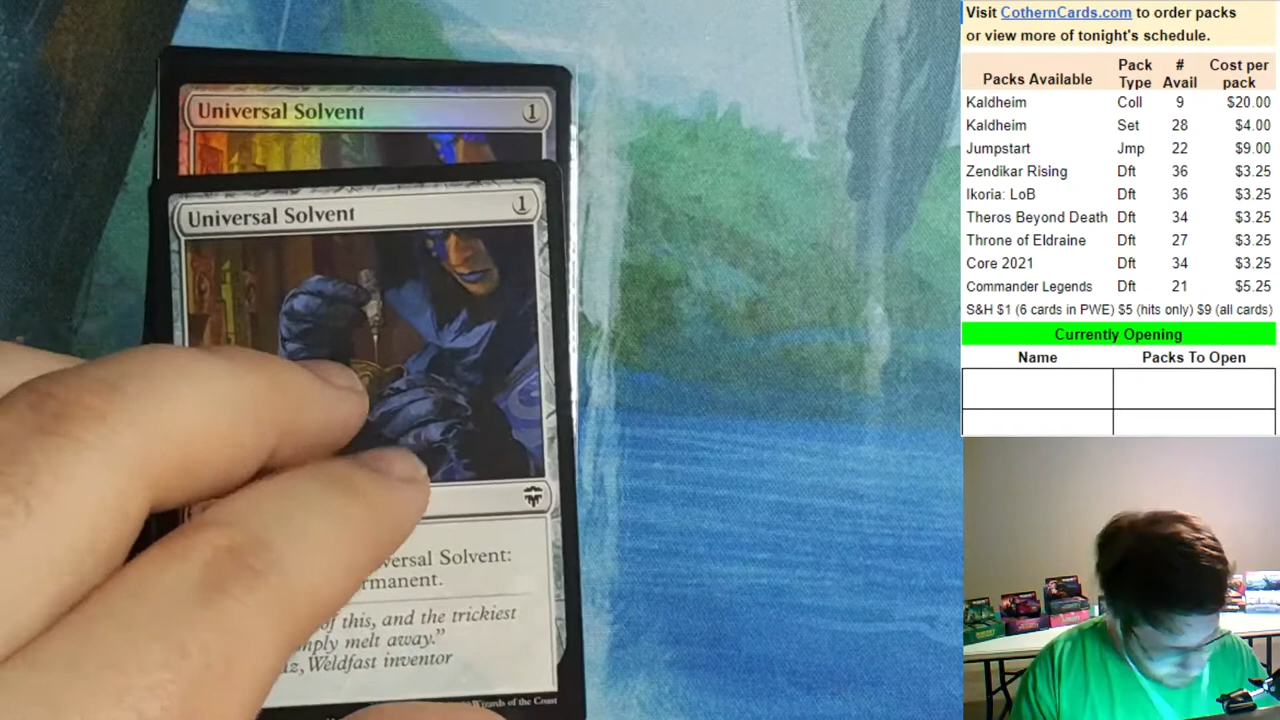 Universal Solvent 1
Universal Solvent 1
versal Solvent:
rmanent.
of this, and the trickiest
mply melt away."
az, Weldfast inventor
Wizards of the Coast
Visit CothernCards.com to order packs
or view more of tonight's schedule.
Packs Available Pack Type # Avail Cost per pack
Kaldheim Coll 9 $20.00
Kaldheim Set 28 $4.00
Jumpstart Jmp 22 $9.00
Zendikar Rising Dft 36 $3.25
Ikoria: LoB Dft 36 $3.25
Theros Beyond Death Dft 34 $3.25
Throne of Eldraine Dft 27 $3.25
Core 2021 Dft 34 $3.25
Commander Legends Dft 21 $5.25
S&H $1 (6 cards in PWE) $5 (hits only) $9 (all cards)
Currently Opening
Name Packs To Open